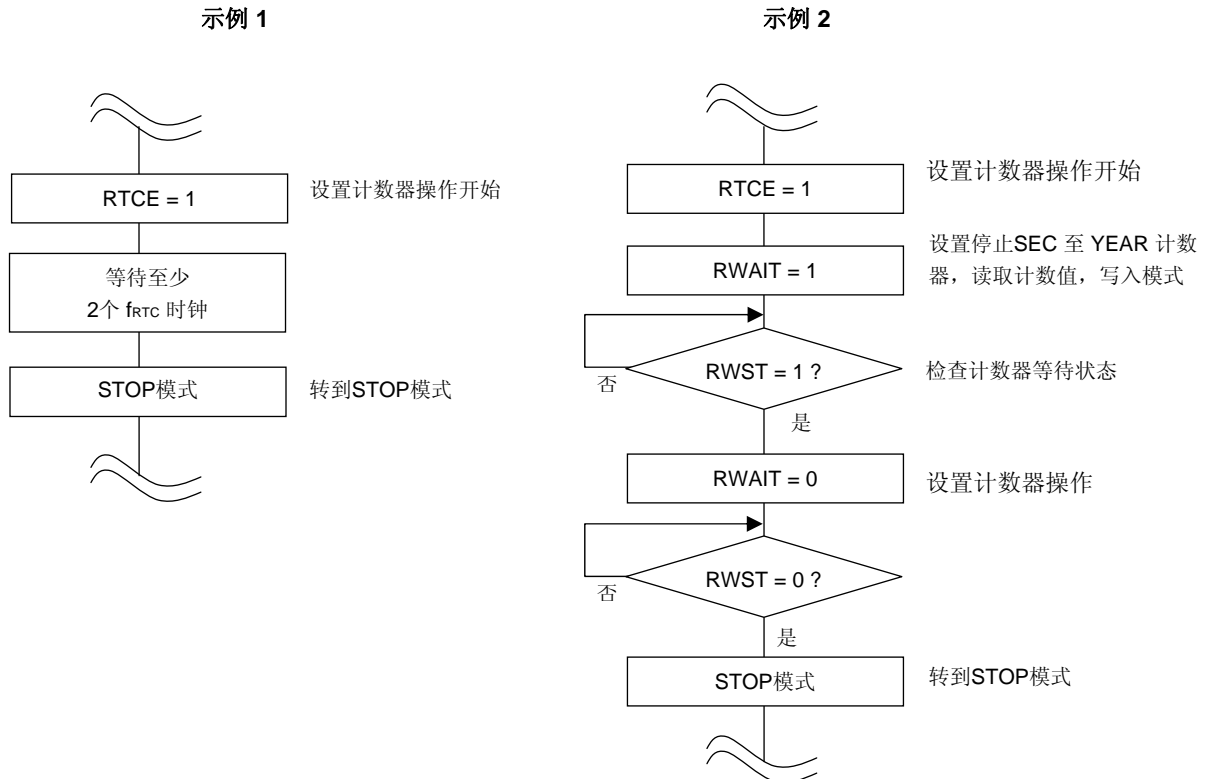 示例 1
RTCE = 1
设置计数器操作开始
等待至少
2个 fRTC 时钟
STOP模式
转到STOP模式
示例 2
RTCE = 1
设置计数器操作开始
RWAIT = 1
设置停止SEC 至 YEAR 计数
器，读取计数值，写入模式
RWST = 1 ?
检查计数器等待状态
否
是
RWAIT = 0
设置计数器操作
RWST = 0 ?
否
是
STOP模式
转到STOP模式